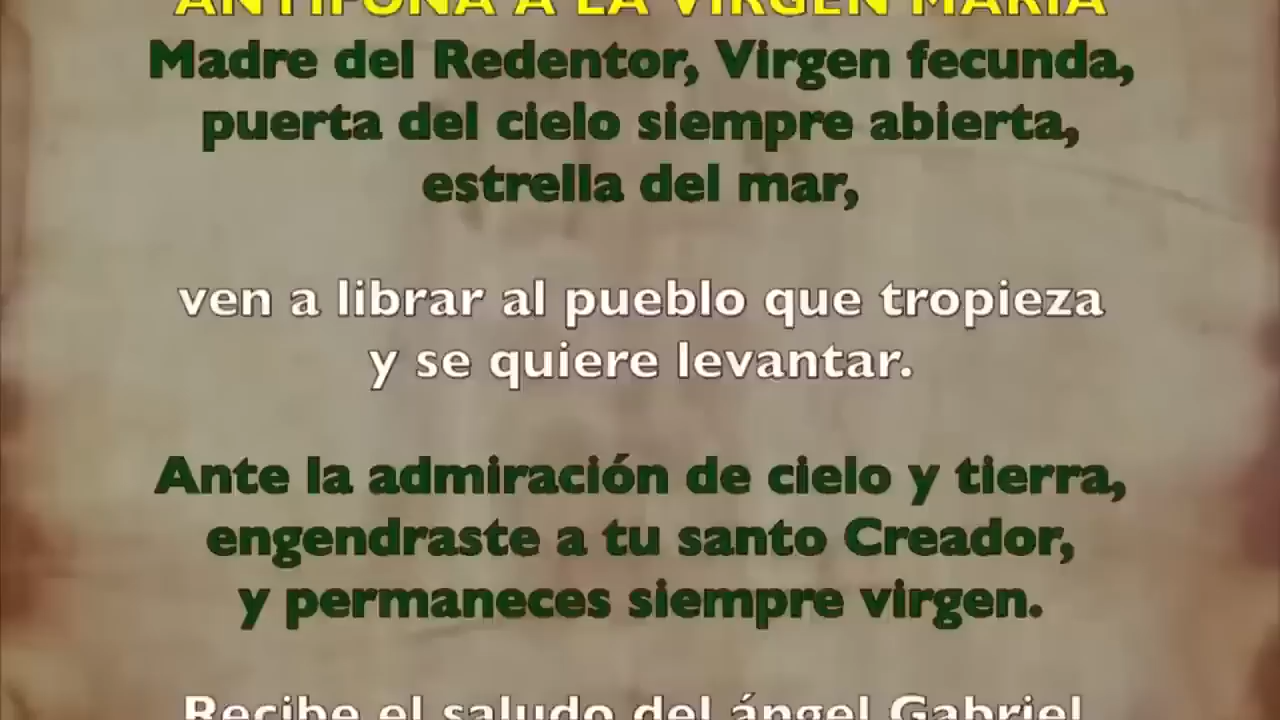 ANTÍFONA A LA VIRGEN MARÍA
Madre del Redentor, Virgen fecunda,
puerta del cielo siempre abierta,
estrella del mar,
ven a librar al pueblo que tropieza
y se quiere levantar.
Ante la admiración de cielo y tierra,
engendraste a tu santo Creador,
y permaneces siempre virgen.
Recibe el saludo del ángel Gabriel